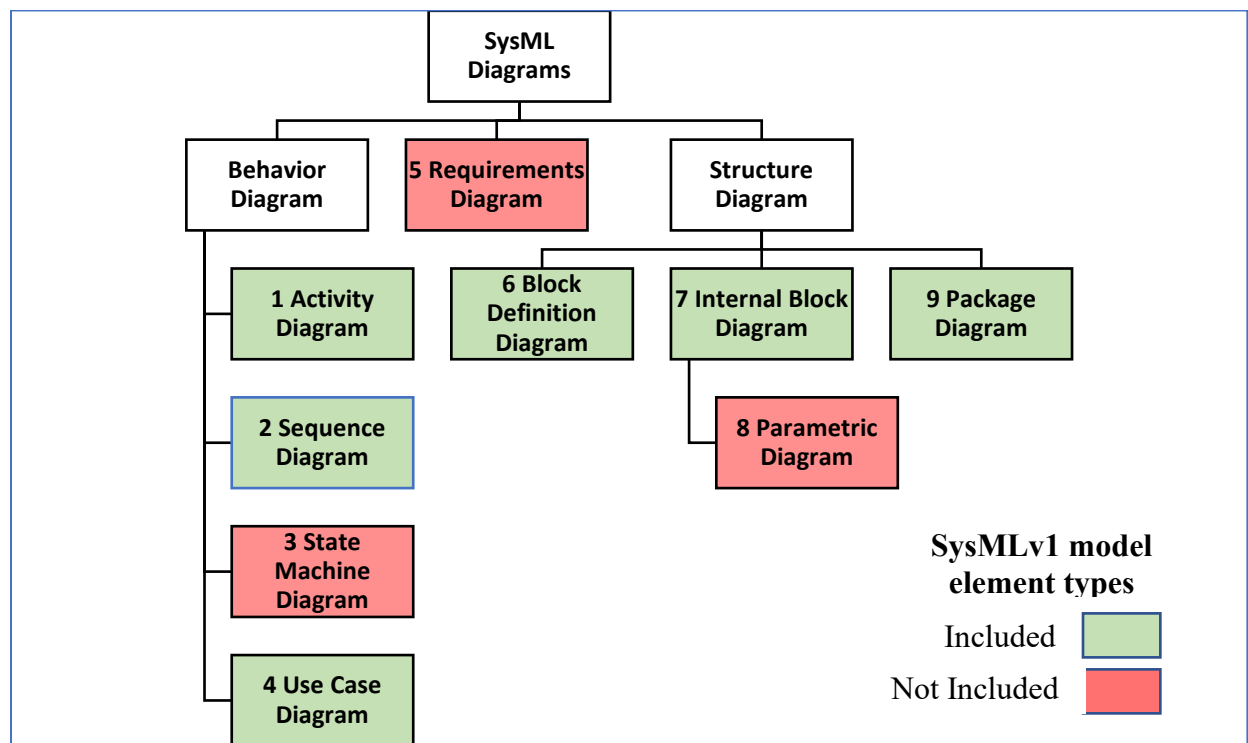 SysML
Diagrams
Behavior
Diagram
5 Requirements
Diagram
Structure
Diagram
1 Activity
Diagram
6 Block
Definition
Diagram
7 Internal Block
Diagram
9 Package
Diagram
2 Sequence
Diagram
8 Parametric
Diagram
3 State
Machine
Diagram
4 Use Case
Diagram
SysMLv1 model
element types
Included
Not Included